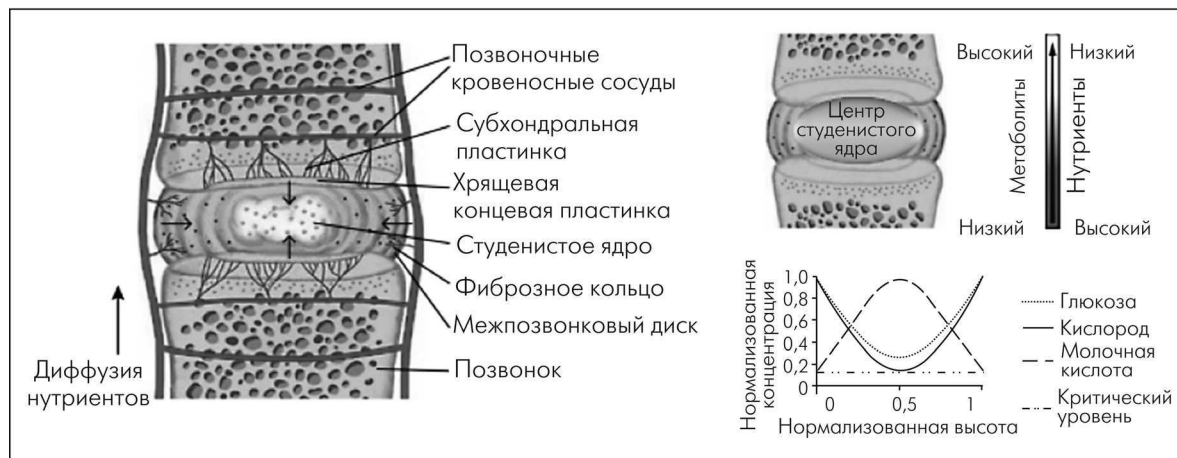 Позвоночные
кровеносные сосуды
Субхондральная
пластинка
Хрящевая
концевая пластинка
Студенистое ядро
Фиброзное кольцо
Межпозвонковый диск
Позвонок
Диффузия
нутриентов
Высокий
Низкий
Центр
студенистого
ядра
Метаболиты
Нутриенты
Низкий
Высокий
Нормализованная
концентрация
1,0
0,8
0,6
0,4
0,2
0
0
0,5
1
Нормализованная высота
Глюкоза
Кислород
Молочная
кислота
Критический
уровень